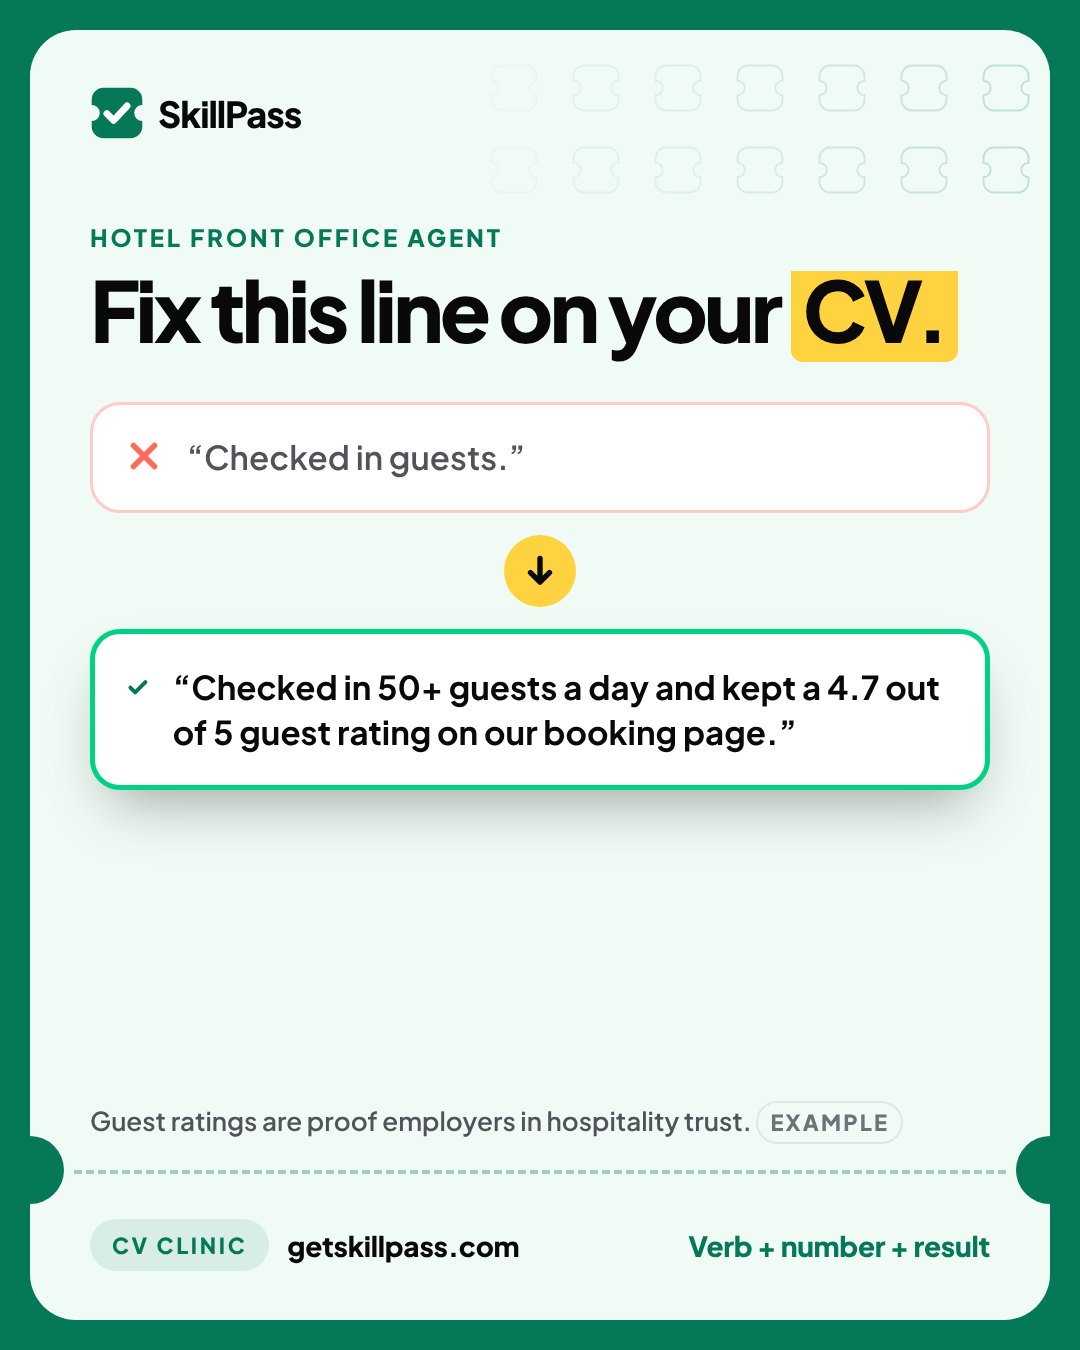 SkillPass
HOTEL FRONT OFFICE AGENT
Fix this line on your CV.
“Checked in guests.”
“Checked in 50+ guests a day and kept a 4.7 out
of 5 guest rating on our booking page.”
Guest ratings are proof employers in hospitality trust. EXAMPLE
CV CLINIC getskillpass.com Verb + number + result